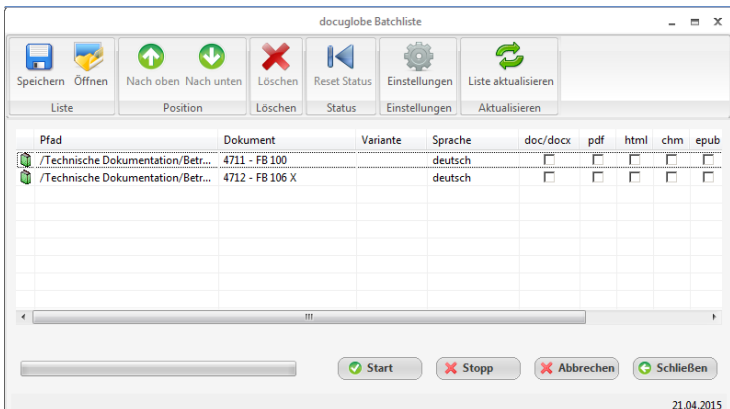 docuglobe Batchliste
Speichern Öffnen Nach oben Nach unten Löschen Reset Status Einstellungen Liste aktualisieren
Liste Position Löschen Status Einstellungen Aktualisieren
Pfad Dokument Variante Sprache doc/docx pdf html chm epub
/Technische Dokumentation/Betr... 4711 - FB 100 deutsch
/Technische Dokumentation/Betr... 4712 - FB 106 X deutsch
Start Stopp Abbrechen Schließen
21.04.2015